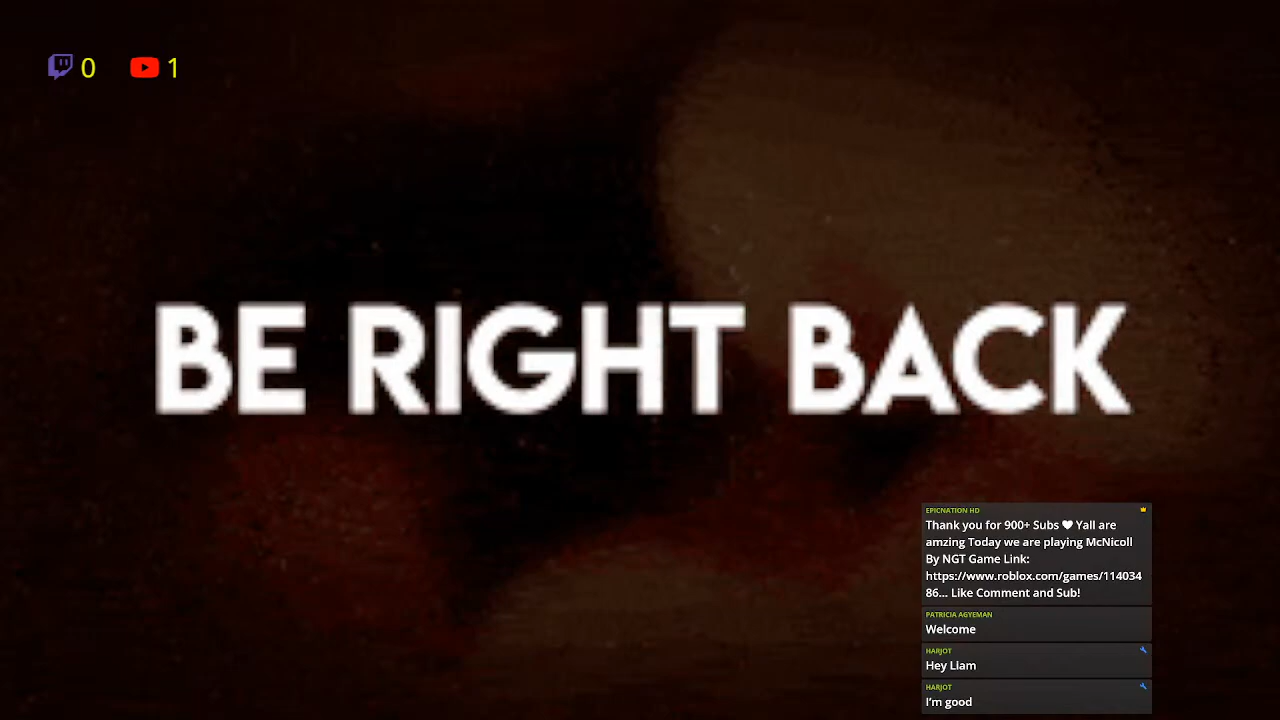 0 1
BE RIGHT BACK
EPICNATION HD
Thank you for 900+ Subs 🤍 Yall are
amzing Today we are playing McNicoll
By NGT Game Link:
https://www.roblox.com/games/114034
86... Like Comment and Sub!
PATRICIA AGYEMAN
Welcome
HARJOT
Hey LIam
HARJOT
I'm good